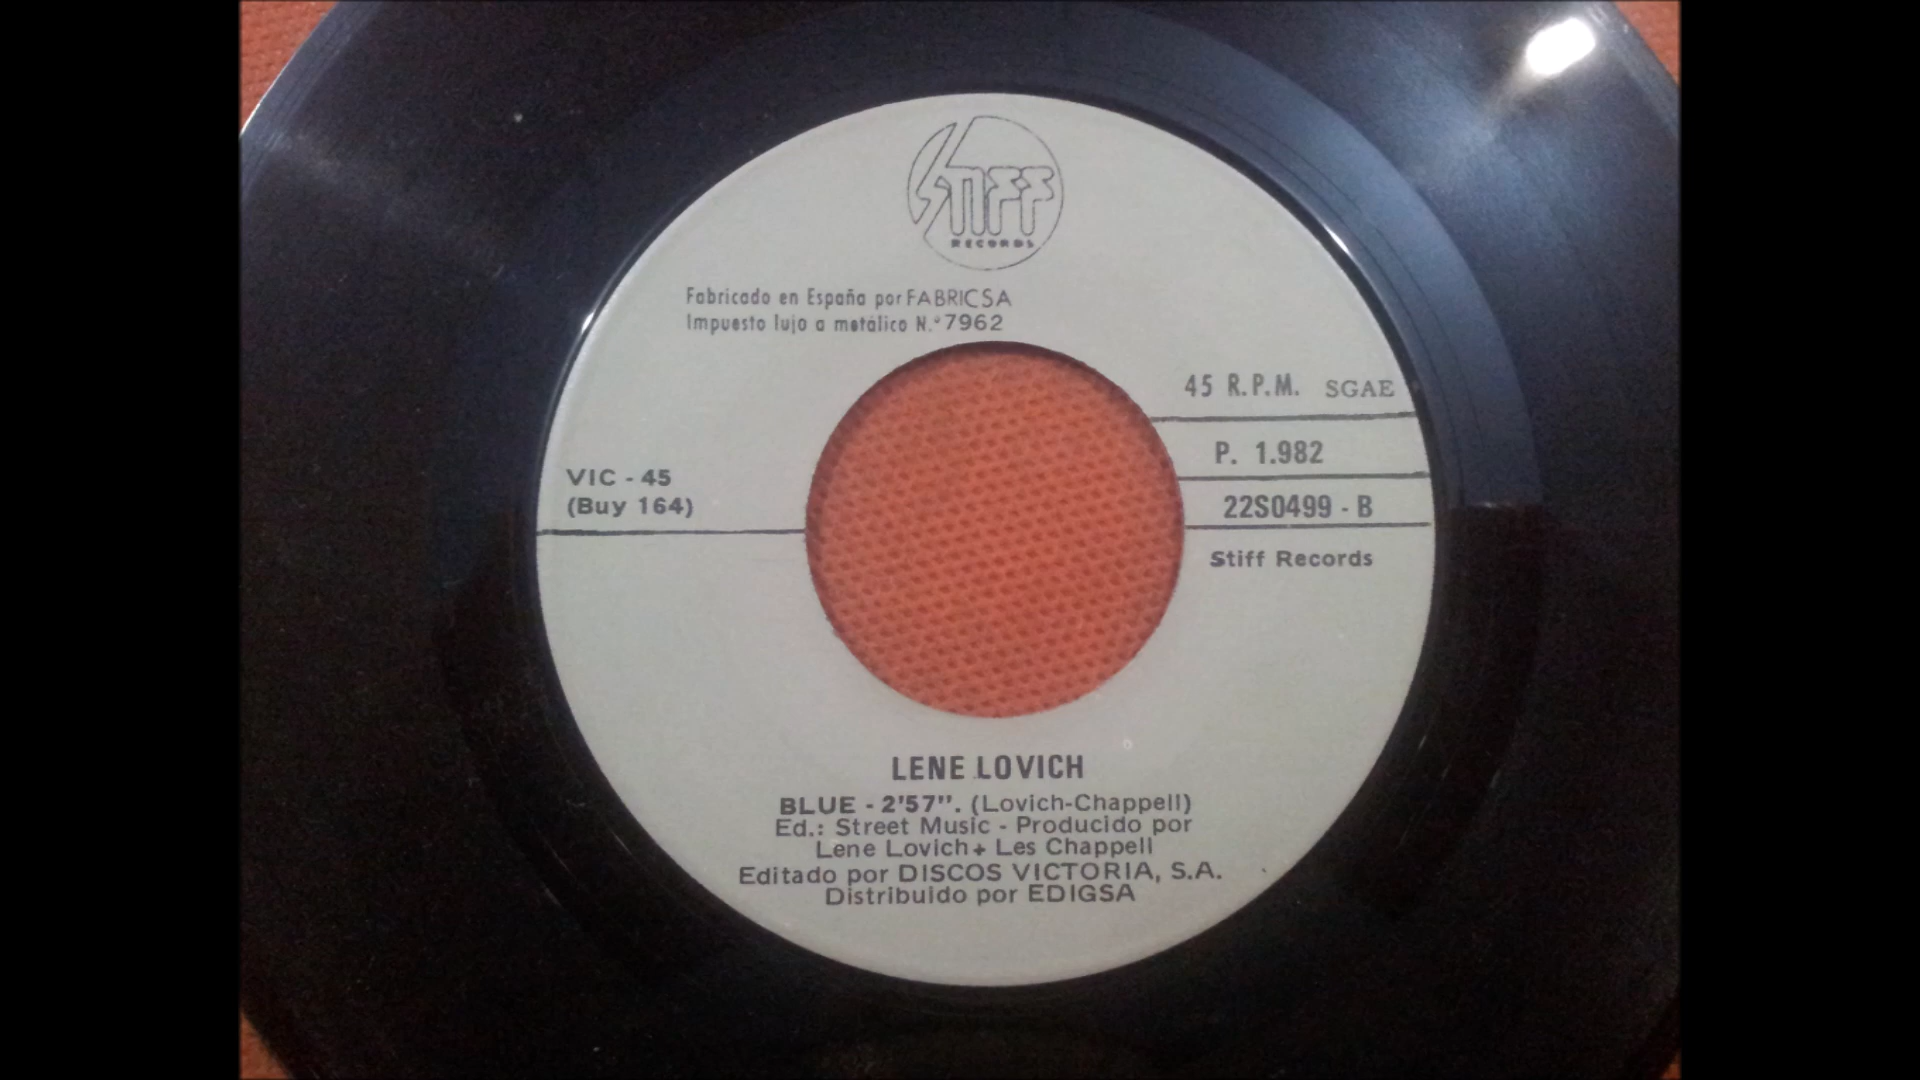 STIFF
RECORDS
Fabricado en España por FABRICSA
Impuesto lujo a metálico N.º 7962
45 R.P.M. SGAE
P. 1.982
VIC - 45
(Buy 164)
22S0499 - B
Stiff Records
LENE LOVICH
BLUE - 2'57". (Lovich-Chappell)
Ed.: Street Music - Producido por
Lene Lovich + Les Chappell
Editado por DISCOS VICTORIA, S.A.
Distribuido por EDIGSA